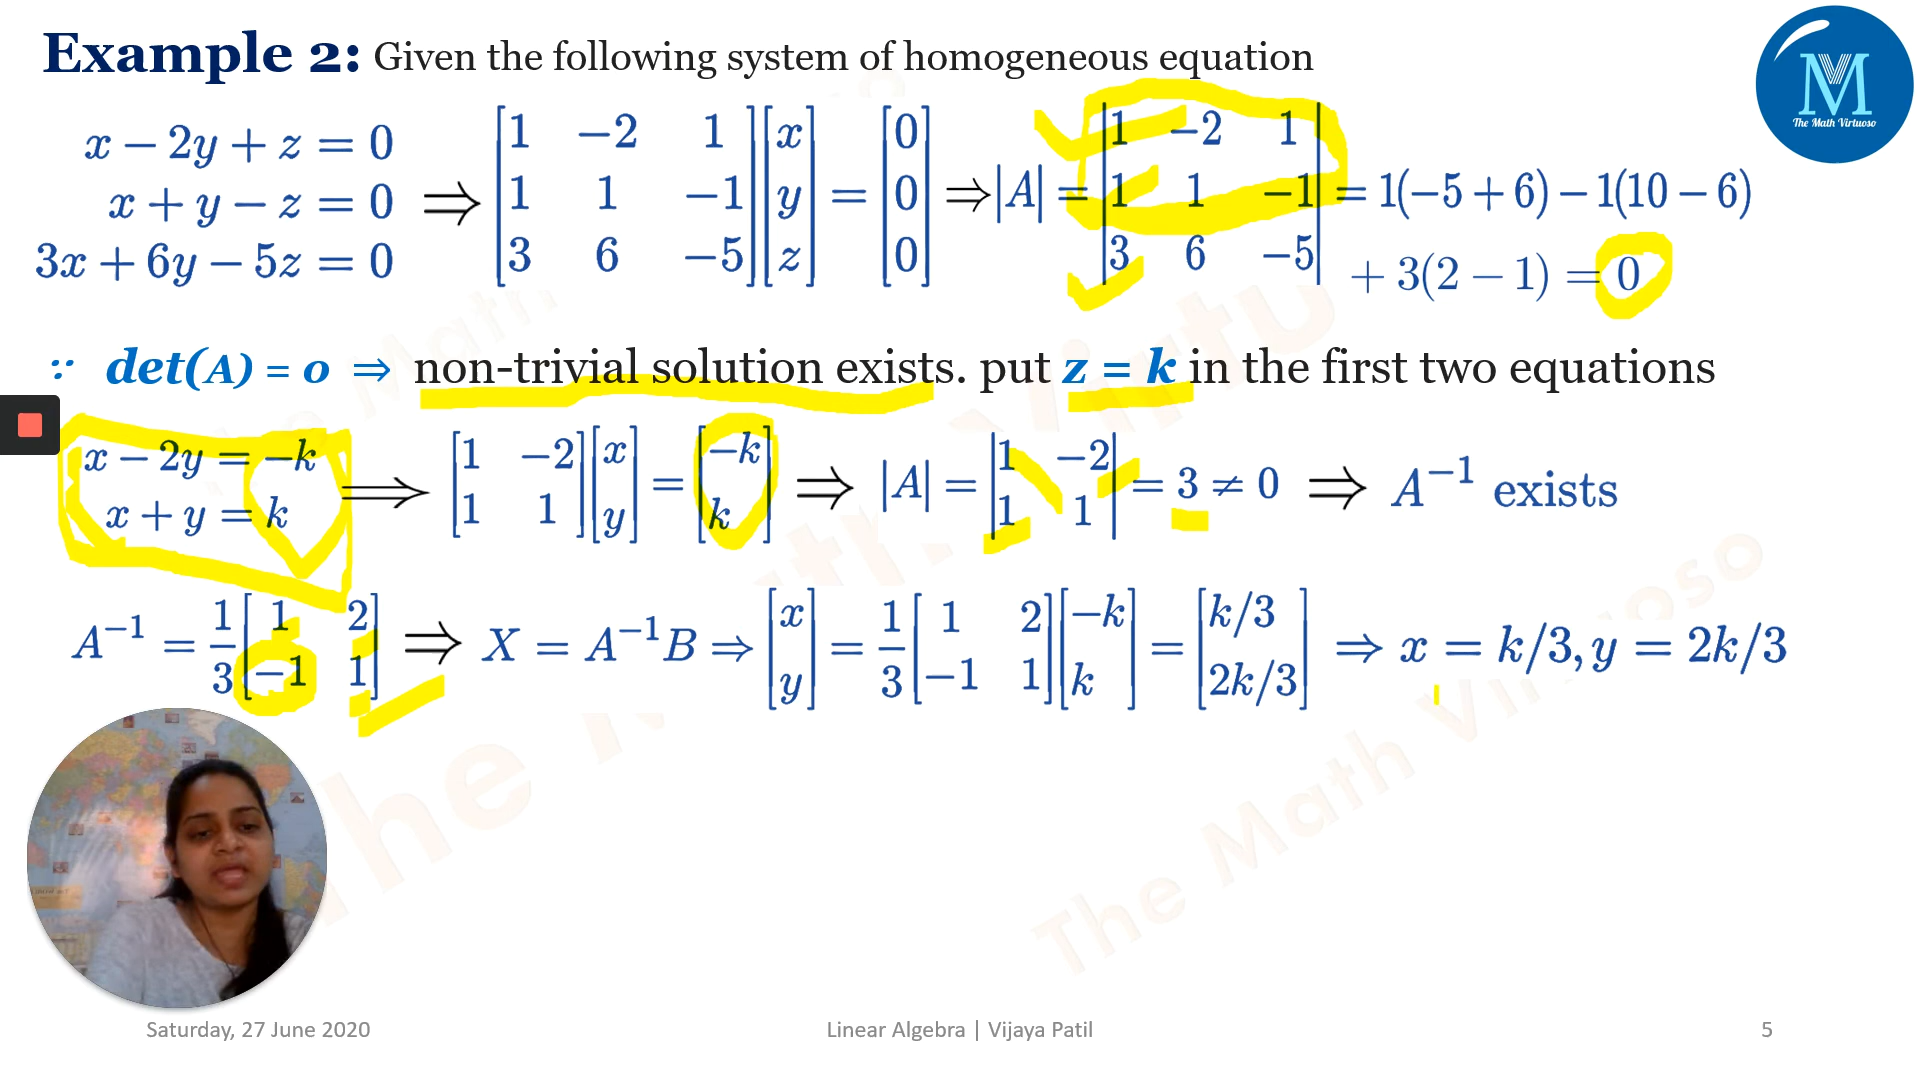 Example 2: Given the following system of homogeneous equation
x − 2y + z = 0
x + y − z = 0
3x + 6y − 5z = 0
⇒ [1 −2 1; 1 1 −1; 3 6 −5] [x; y; z] = [0; 0; 0] ⇒ |A| = |1 −2 1; 1 1 −1; 3 6 −5| = 1(−5 + 6) − 1(10 − 6)
+ 3(2 − 1) = 0
M
The Math Virtuoso
∵ det(A) = 0 ⇒ non-trivial solution exists. put z = k in the first two equations
x − 2y = −k
x + y = k
⟹ [1 −2; 1 1] [x; y] = [−k; k] ⇒ |A| = |1 −2; 1 1| = 3 ≠ 0 ⇒ A⁻¹ exists
A⁻¹ = 1/3 [1 2; −1 1] ⇒ X = A⁻¹B ⇒ [x; y] = 1/3 [1 2; −1 1] [−k; k] = [k/3; 2k/3] ⇒ x = k/3, y = 2k/3
The Math Virtuoso
Saturday, 27 June 2020
Linear Algebra | Vijaya Patil
5